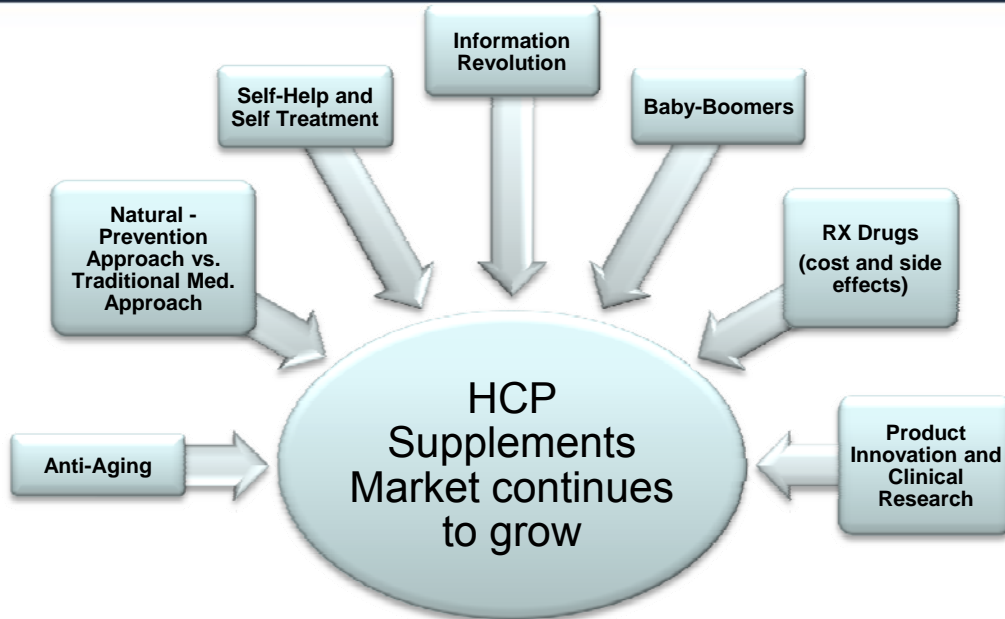 Information
Revolution
Self-Help and
Self Treatment
Baby-Boomers
Natural -
Prevention
Approach vs.
Traditional Med.
Approach
RX Drugs
(cost and side
effects)
Anti-Aging
HCP
Supplements
Market continues
to grow
Product
Innovation and
Clinical
Research